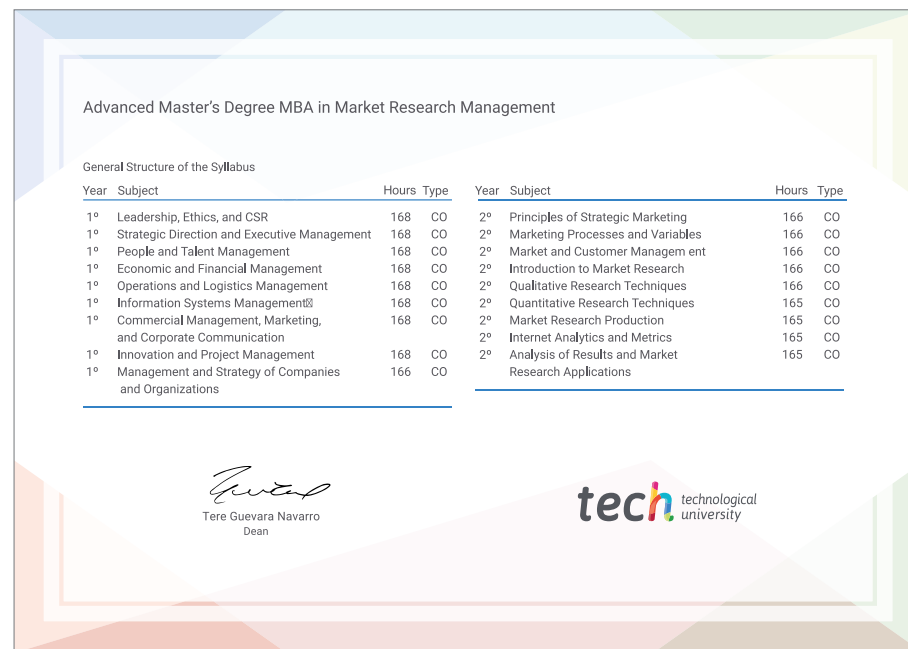 Advanced Master's Degree MBA in Market Research Management
General Structure of the Syllabus
Year Subject Hours Type
1º Leadership, Ethics, and CSR 168 CO
1º Strategic Direction and Executive Management 168 CO
1º People and Talent Management 168 CO
1º Economic and Financial Management 168 CO
1º Operations and Logistics Management 168 CO
1º Information Systems Management 168 CO
1º Commercial Management, Marketing, 168 CO
and Corporate Communication
1º Innovation and Project Management 168 CO
1º Management and Strategy of Companies 166 CO
and Organizations
Year Subject Hours Type
2º Principles of Strategic Marketing 166 CO
2º Marketing Processes and Variables 166 CO
2º Market and Customer Managem ent 166 CO
2º Introduction to Market Research 166 CO
2º Qualitative Research Techniques 166 CO
2º Quantitative Research Techniques 165 CO
2º Market Research Production 165 CO
2º Internet Analytics and Metrics 165 CO
2º Analysis of Results and Market 165 CO
Research Applications
Tere Guevara Navarro
Dean
tech technological
university